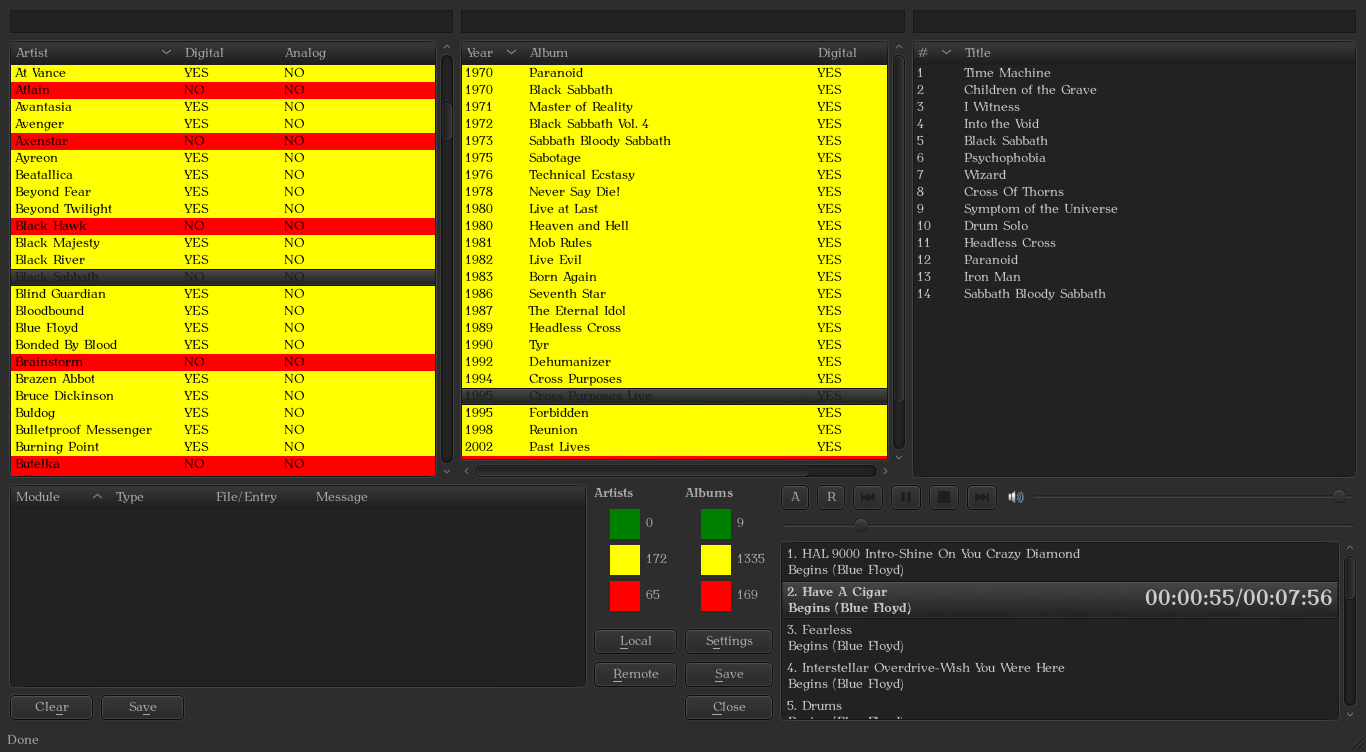 Artist Digital Analog
At Vance YES NO
Atlain NO NO
Avantasia YES NO
Avenger YES NO
Axenstar NO NO
Ayreon YES NO
Beatallica YES NO
Beyond Fear YES NO
Beyond Twilight YES NO
Black Hawk NO NO
Black Majesty YES NO
Black River YES NO
Black Sabbath NO NO
Blind Guardian YES NO
Bloodbound YES NO
Blue Floyd YES NO
Bonded By Blood YES NO
Brainstorm NO NO
Brazen Abbot YES NO
Bruce Dickinson YES NO
Buldog YES NO
Bulletproof Messenger YES NO
Burning Point YES NO
Butelka NO NO
Year Album Digital
1970 Paranoid YES
1970 Black Sabbath YES
1971 Master of Reality YES
1972 Black Sabbath Vol. 4 YES
1973 Sabbath Bloody Sabbath YES
1975 Sabotage YES
1976 Technical Ecstasy YES
1978 Never Say Die! YES
1980 Live at Last YES
1980 Heaven and Hell YES
1981 Mob Rules YES
1982 Live Evil YES
1983 Born Again YES
1986 Seventh Star YES
1987 The Eternal Idol YES
1989 Headless Cross YES
1990 Tyr YES
1992 Dehumanizer YES
1994 Cross Purposes YES
1995 Cross Purposes Live YES
1995 Forbidden YES
1998 Reunion YES
2002 Past Lives YES
# Title
1 Time Machine
2 Children of the Grave
3 I Witness
4 Into the Void
5 Black Sabbath
6 Psychophobia
7 Wizard
8 Cross Of Thorns
9 Symptom of the Universe
10 Drum Solo
11 Headless Cross
12 Paranoid
13 Iron Man
14 Sabbath Bloody Sabbath
Module Type File/Entry Message
Clear Save
Artists Albums
0 9
172 1335
65 169
Local Settings
Remote Save
Close
A R
1. HAL 9000 Intro-Shine On You Crazy Diamond
Begins (Blue Floyd)
2. Have A Cigar
Begins (Blue Floyd)
00:00:55/00:07:56
3. Fearless
Begins (Blue Floyd)
4. Interstellar Overdrive-Wish You Were Here
Begins (Blue Floyd)
5. Drums
Begins (Blue Floyd)
Done